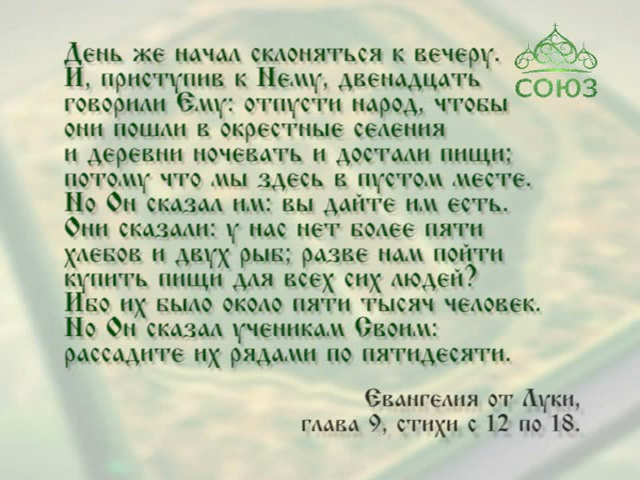 День же начал склоняться к вечеру.
И, приступив к Нему, двенадцать
говорили Ему: отпусти народ, чтобы
они пошли в окрестные селения
и деревни ночевать и достали пищи;
потому что мы здесь в пустом месте.
Но Он сказал им: вы дайте им есть.
Они сказали: у нас нет более пяти
хлебов и двух рыб; разве нам пойти
купить пищи для всех сих людей?
Ибо их было около пяти тысяч человек.
Но Он сказал ученикам Своим:
рассадите их рядами по пятидесяти.
Евангелия от Луки,
глава 9, стихи с 12 по 18.
СОЮЗ